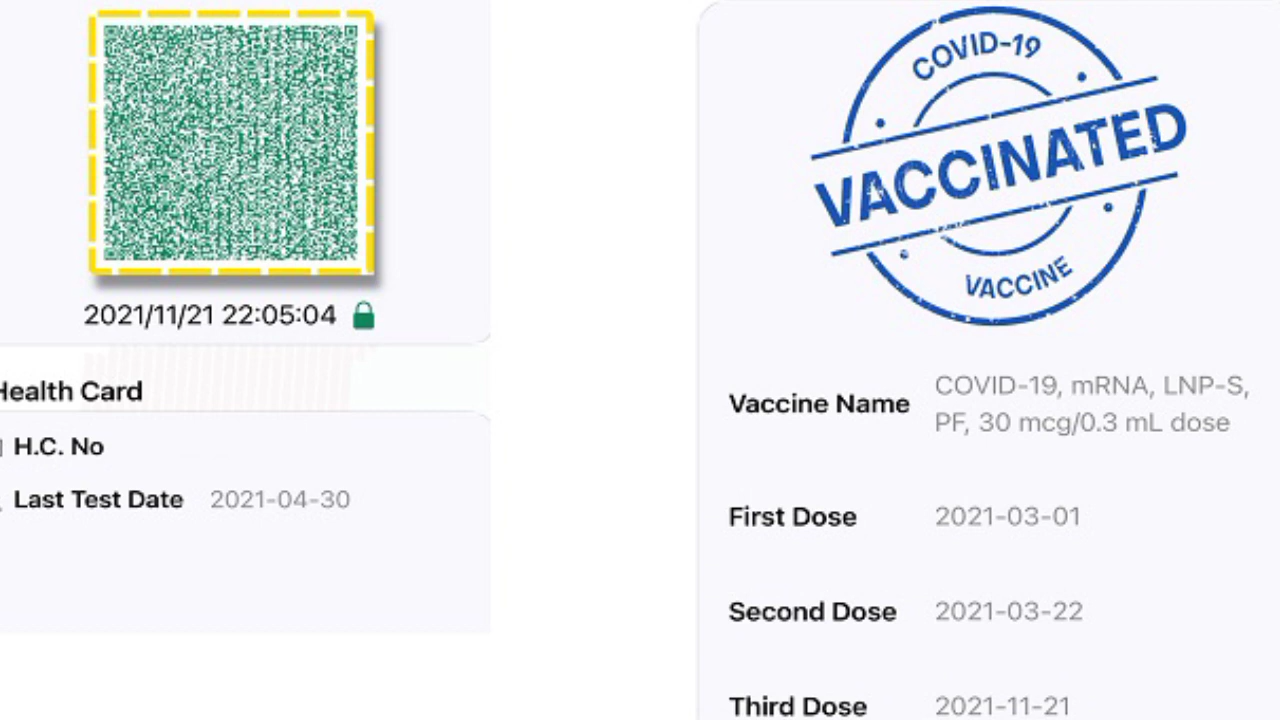 2021/11/21 22:05:04
Health Card
H.C. No
Last Test Date 2021-04-30
COVID-19
VACCINATED
VACCINE
Vaccine Name COVID-19, mRNA, LNP-S,
PF, 30 mcg/0.3 mL dose
First Dose 2021-03-01
Second Dose 2021-03-22
Third Dose 2021-11-21